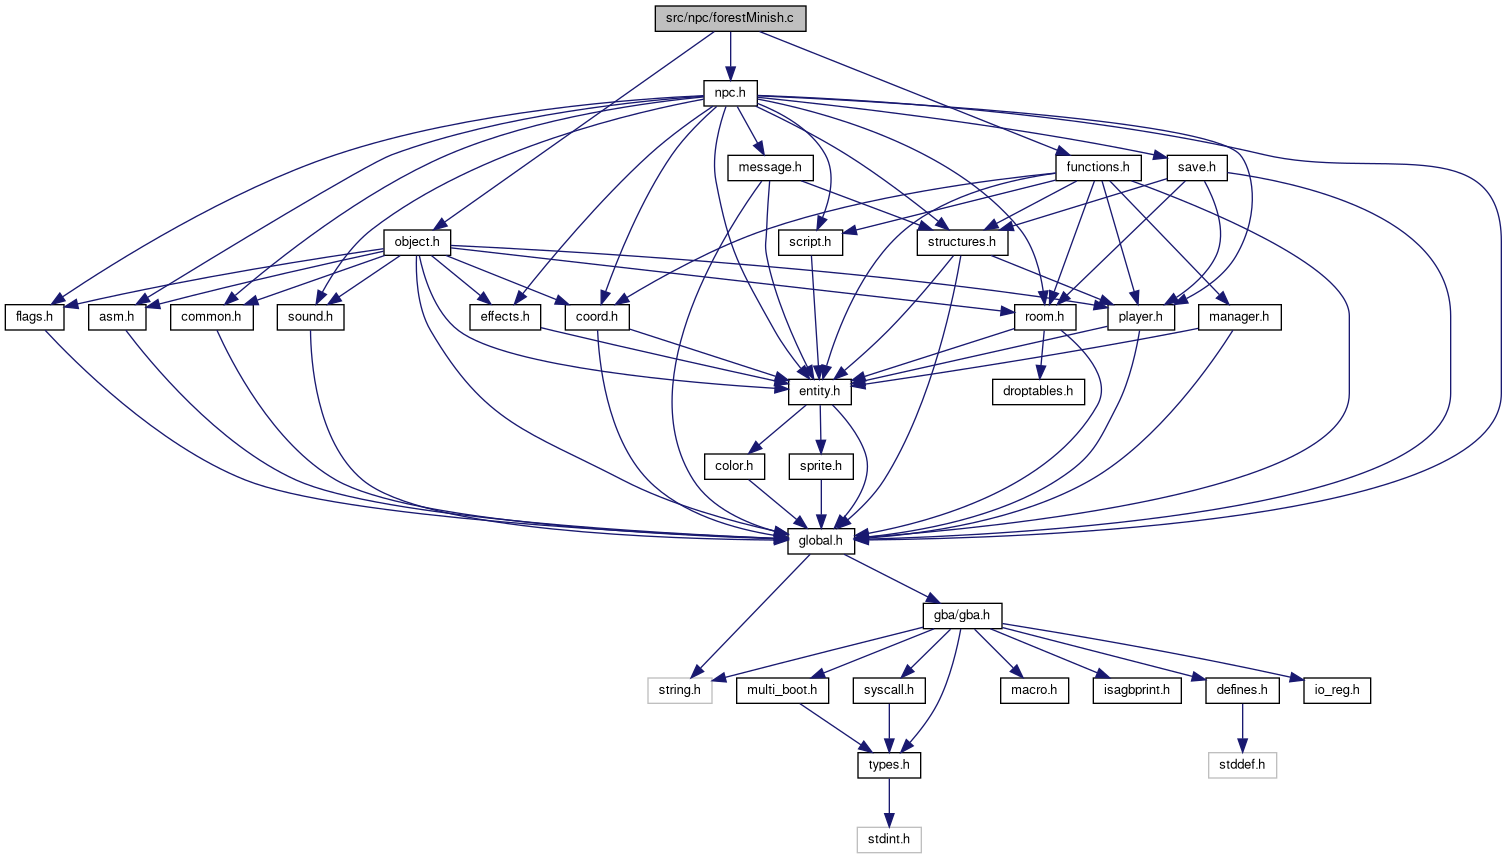 src/npc/forestMinish.c
npc.h
message.h
functions.h
save.h
object.h
script.h
structures.h
flags.h
asm.h
common.h
sound.h
effects.h
coord.h
room.h
player.h
manager.h
entity.h
droptables.h
color.h
sprite.h
global.h
gba/gba.h
string.h
multi_boot.h
syscall.h
macro.h
isagbprint.h
defines.h
io_reg.h
types.h
stddef.h
stdint.h